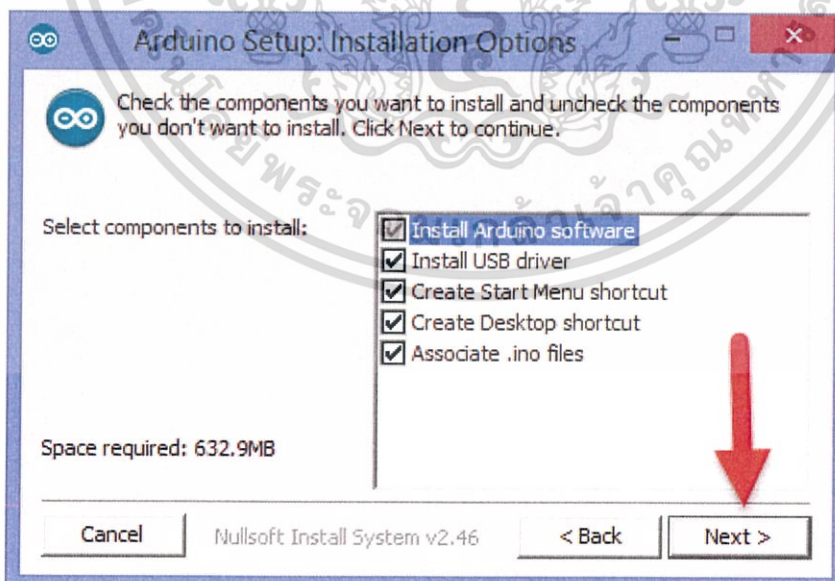 Arduino Setup: Installation Options
Check the components you want to install and uncheck the components
you don't want to install. Click Next to continue.
Select components to install:
Install Arduino software
Install USB driver
Create Start Menu shortcut
Create Desktop shortcut
Associate .ino files
Space required: 632.9MB
Cancel
Nullsoft Install System v2.46
< Back
Next >